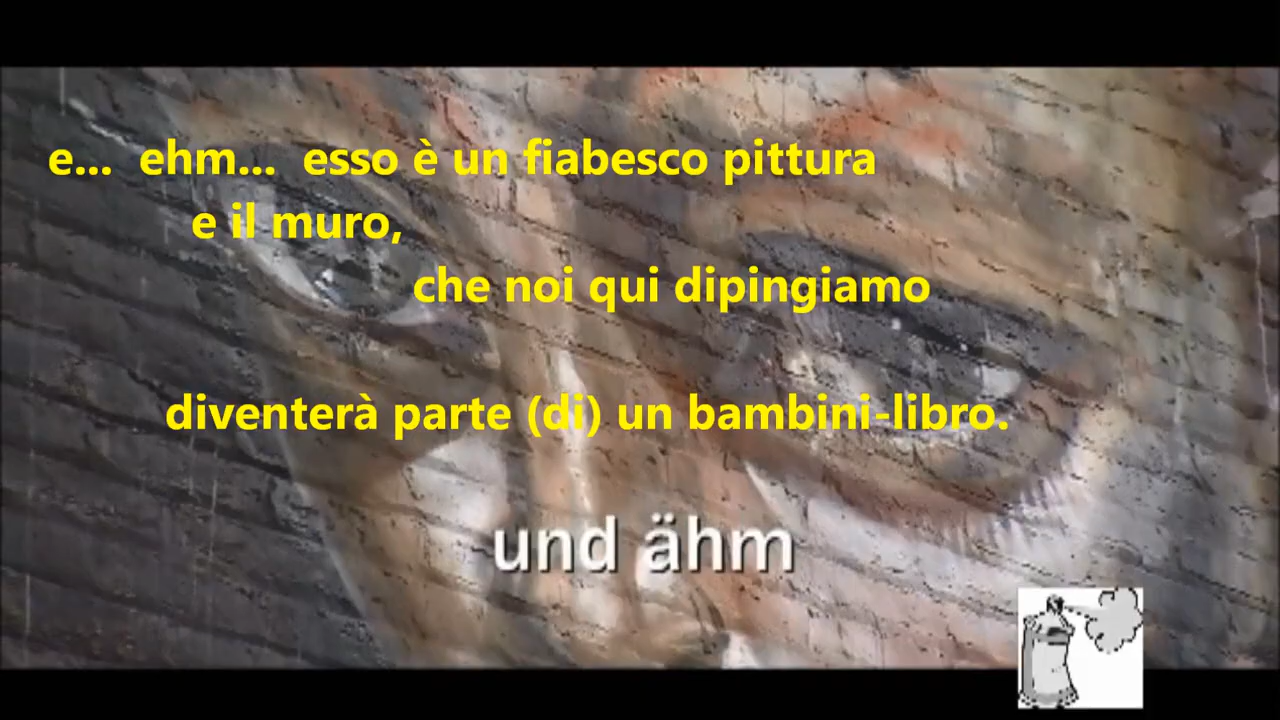 e... ehm... esso è un fiabesco pittura
e il muro,
che noi qui dipingiamo
diventerà parte (di) un bambini-libro.
und ähm